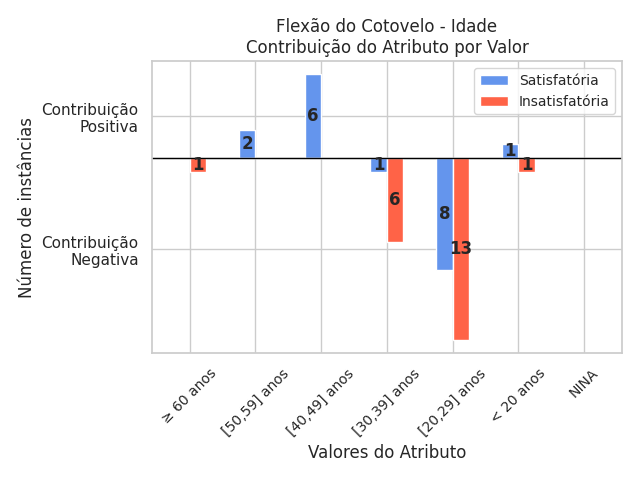 Flexão do Cotovelo - Idade
Contribuição do Atributo por Valor
Satisfatória
Insatisfatória
Contribuição
Positiva
Contribuição
Negativa
Número de instâncias
1
2
6
1
6
8
13
1
1
≥ 60 anos
[50,59] anos
[40,49] anos
[30,39] anos
[20,29] anos
< 20 anos
NINA
Valores do Atributo